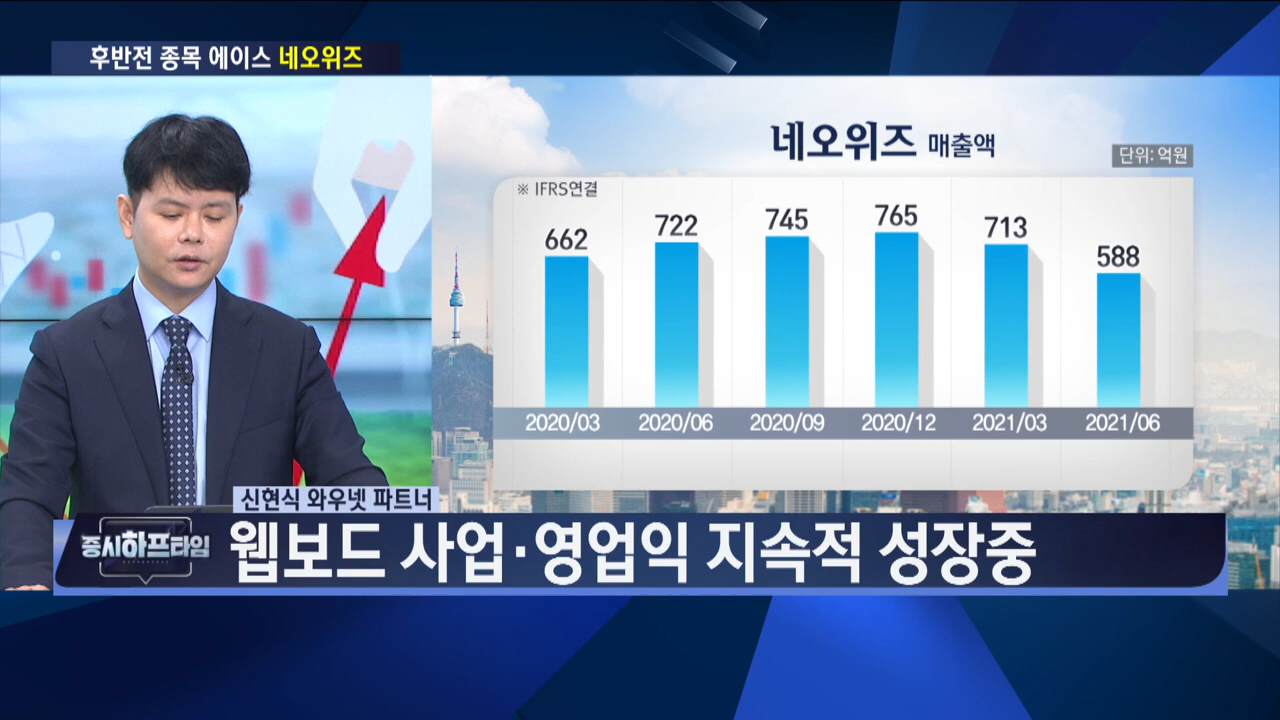 후반전 종목 에이스 네오위즈
네오위즈 매출액
단위: 억원
※ IFRS연결
662 722 745 765 713 588
2020/03 2020/06 2020/09 2020/12 2021/03 2021/06
신현식 와우넷 파트너
증시하프타임
웹보드 사업·영업익 지속적 성장중